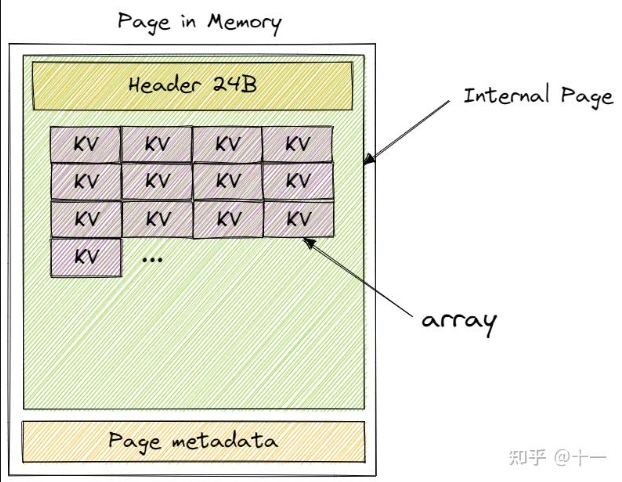 Page in Memory
Header 24B
Internal Page
KV KV KV KV
KV KV KV KV
KV KV KV KV
KV ...
array
Page metadata
知乎 @十一